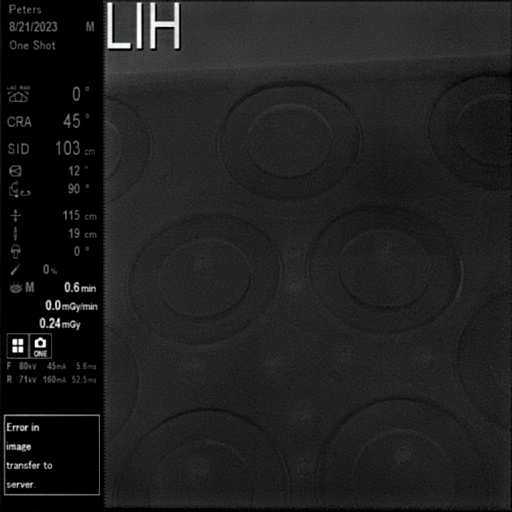 Peters
8/21/2023 M
One Shot
LIH
LAO RAO
0°
CRA 45°
SID 103 cm
12°
90°
115 cm
19 cm
0°
0%
M 0.6 min
0.0 mGy/min
0.24 mGy
ONE
F 80kV 45mA 5.6ms
R 71kV 160mA 52.5ms
Error in
image
transfer to
server.